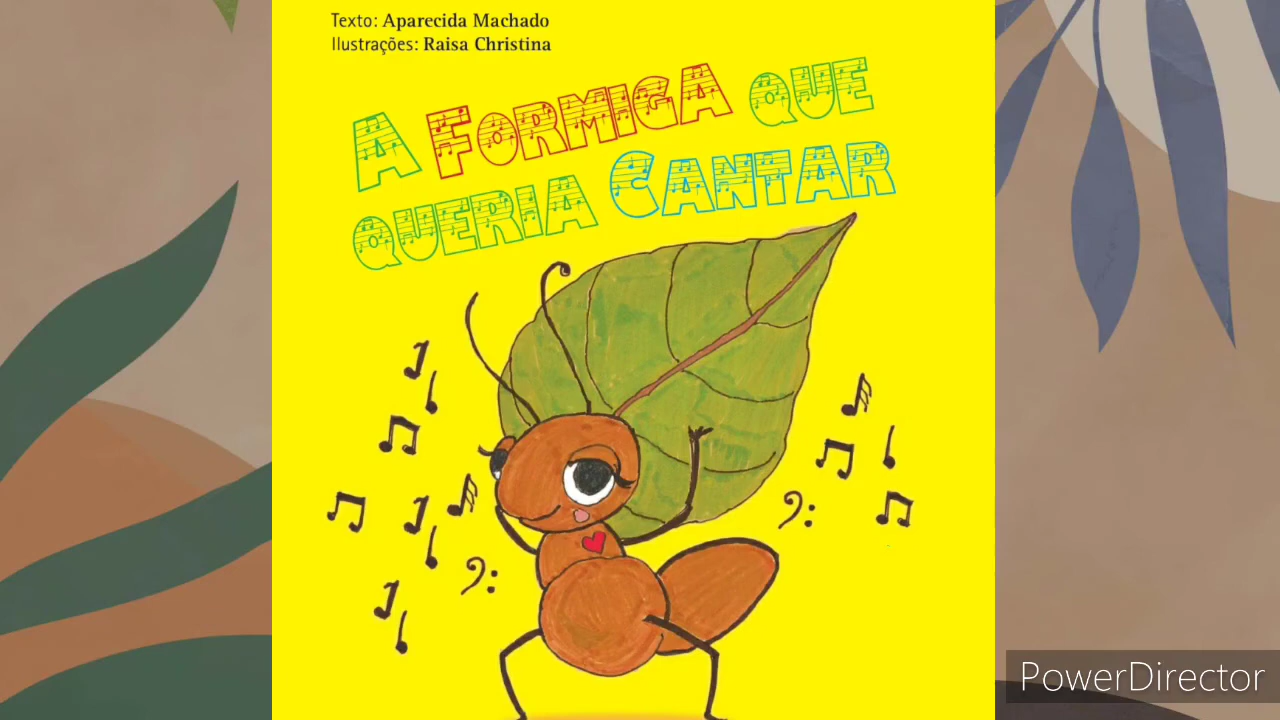 Texto: Aparecida Machado
Ilustrações: Raisa Christina
A FORMIGA QUE
QUERIA CANTAR
PowerDirector